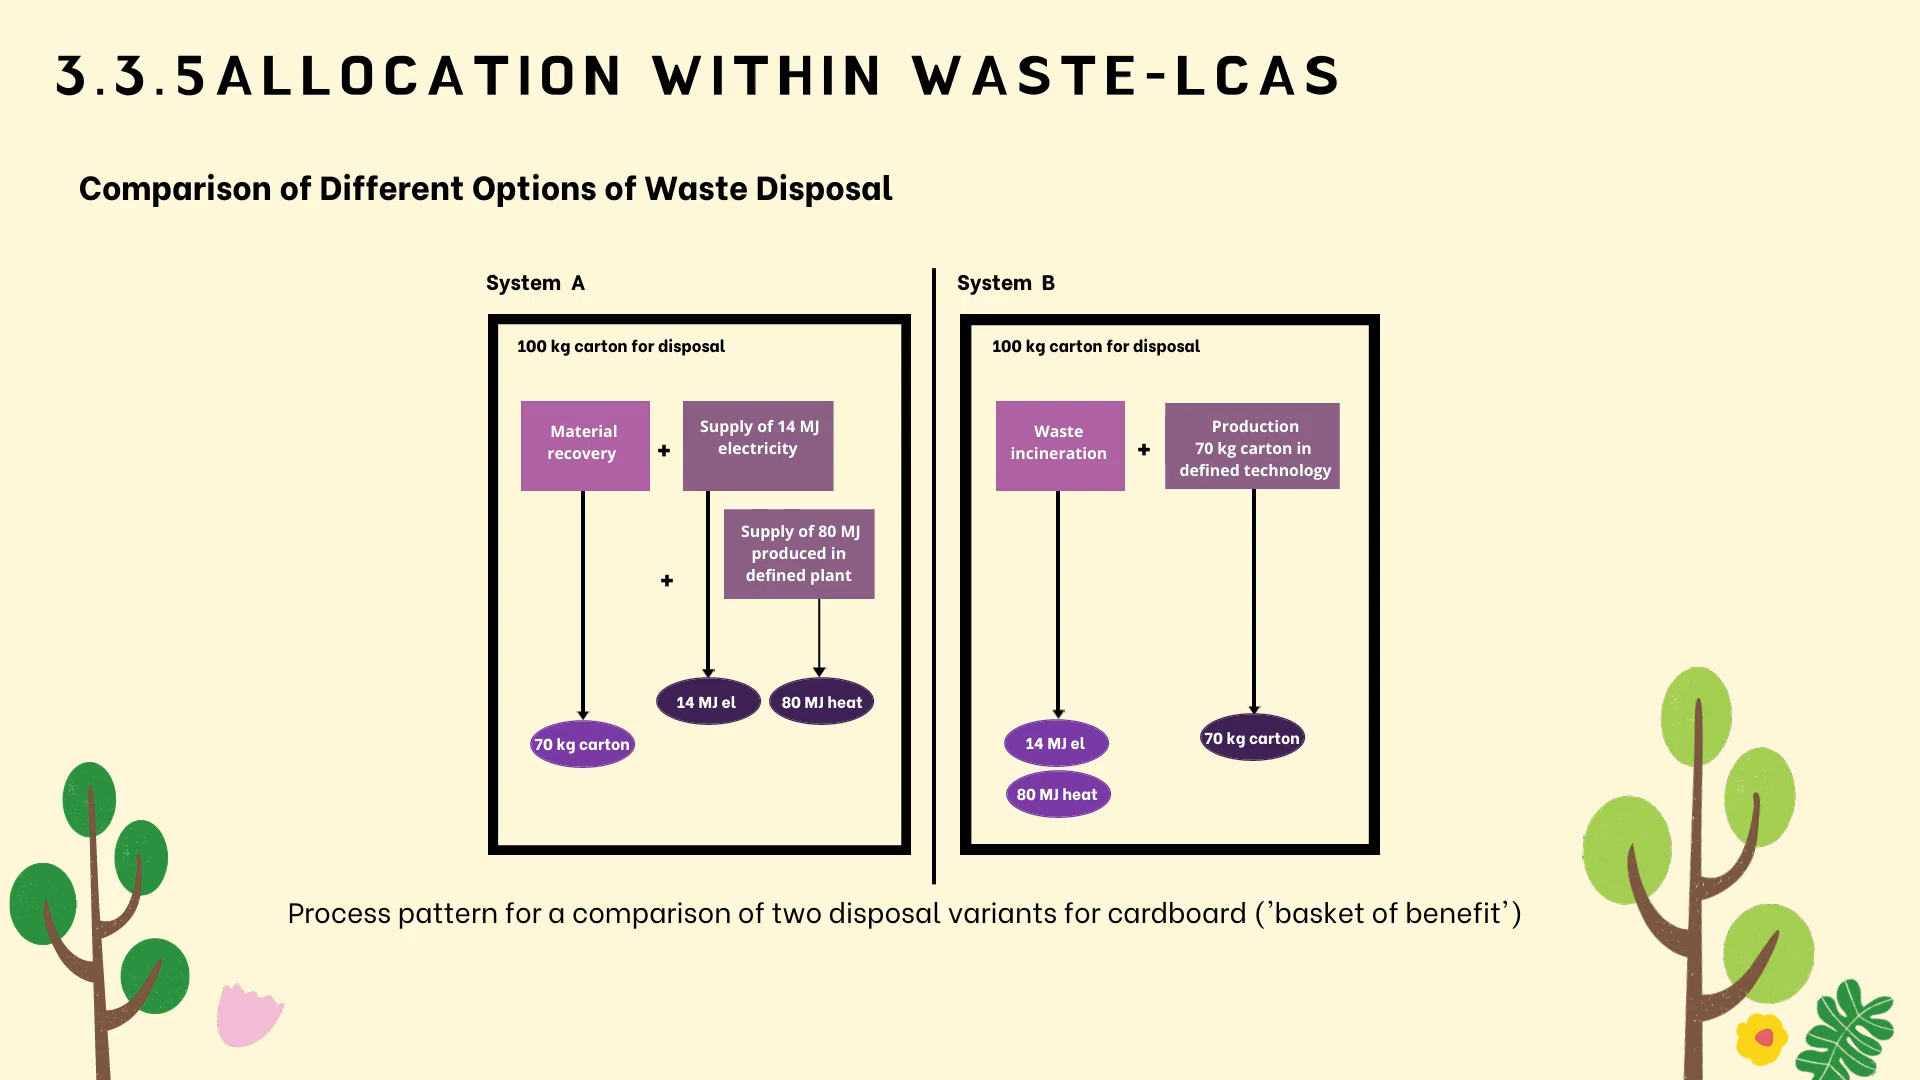 3.3.5ALLOCATION WITHIN WASTE-LCAS
Comparison of Different Options of Waste Disposal
System A
100 kg carton for disposal
Material
recovery
+
Supply of 14 MJ
electricity
+
Supply of 80 MJ
produced in
defined plant
14 MJ el
80 MJ heat
70 kg carton
System B
100 kg carton for disposal
Waste
incineration
+
Production
70 kg carton in
defined technology
14 MJ el
80 MJ heat
70 kg carton
Process pattern for a comparison of two disposal variants for cardboard ('basket of benefit')